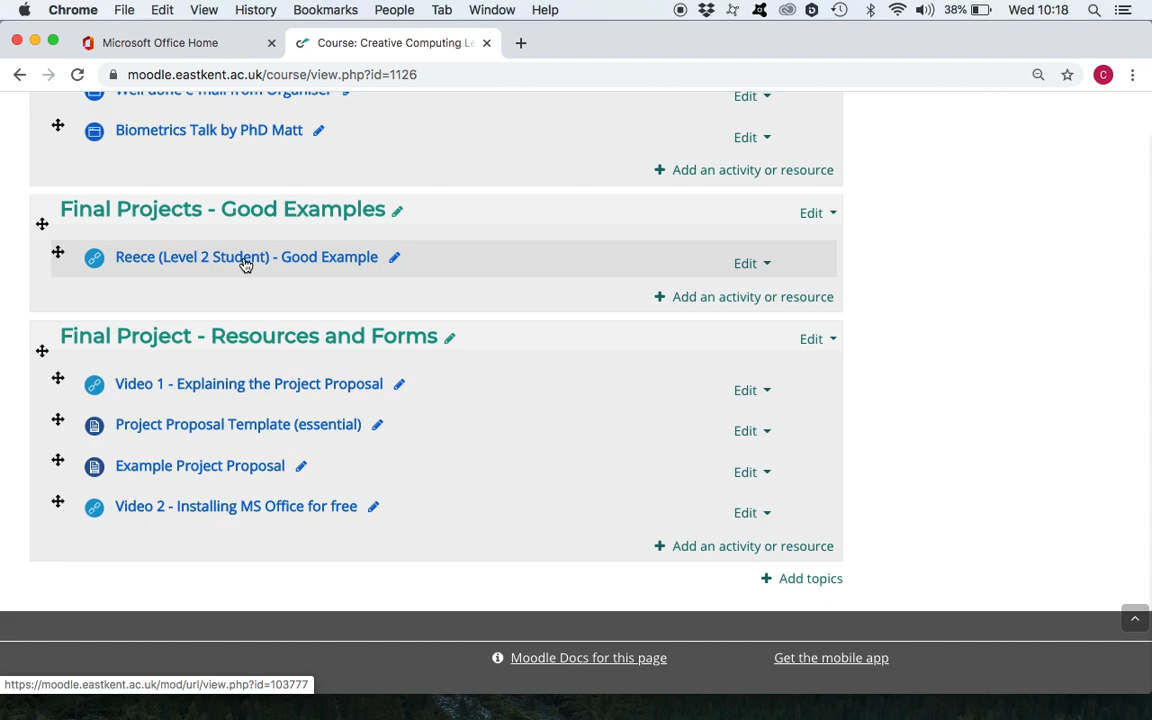 Chrome File Edit View History Bookmarks People Tab Window Help 38% Wed 10:18
Microsoft Office Home Course: Creative Computing Le
moodle.eastkent.ac.uk/course/view.php?id=1126 C
Well done e-mail from Organiser Edit
Biometrics Talk by PhD Matt Edit
Add an activity or resource
Final Projects - Good Examples Edit
Reece (Level 2 Student) - Good Example Edit
Add an activity or resource
Final Project - Resources and Forms Edit
Video 1 - Explaining the Project Proposal Edit
Project Proposal Template (essential) Edit
Example Project Proposal Edit
Video 2 - Installing MS Office for free Edit
Add an activity or resource
Add topics
Moodle Docs for this page Get the mobile app
https://moodle.eastkent.ac.uk/mod/url/view.php?id=103777